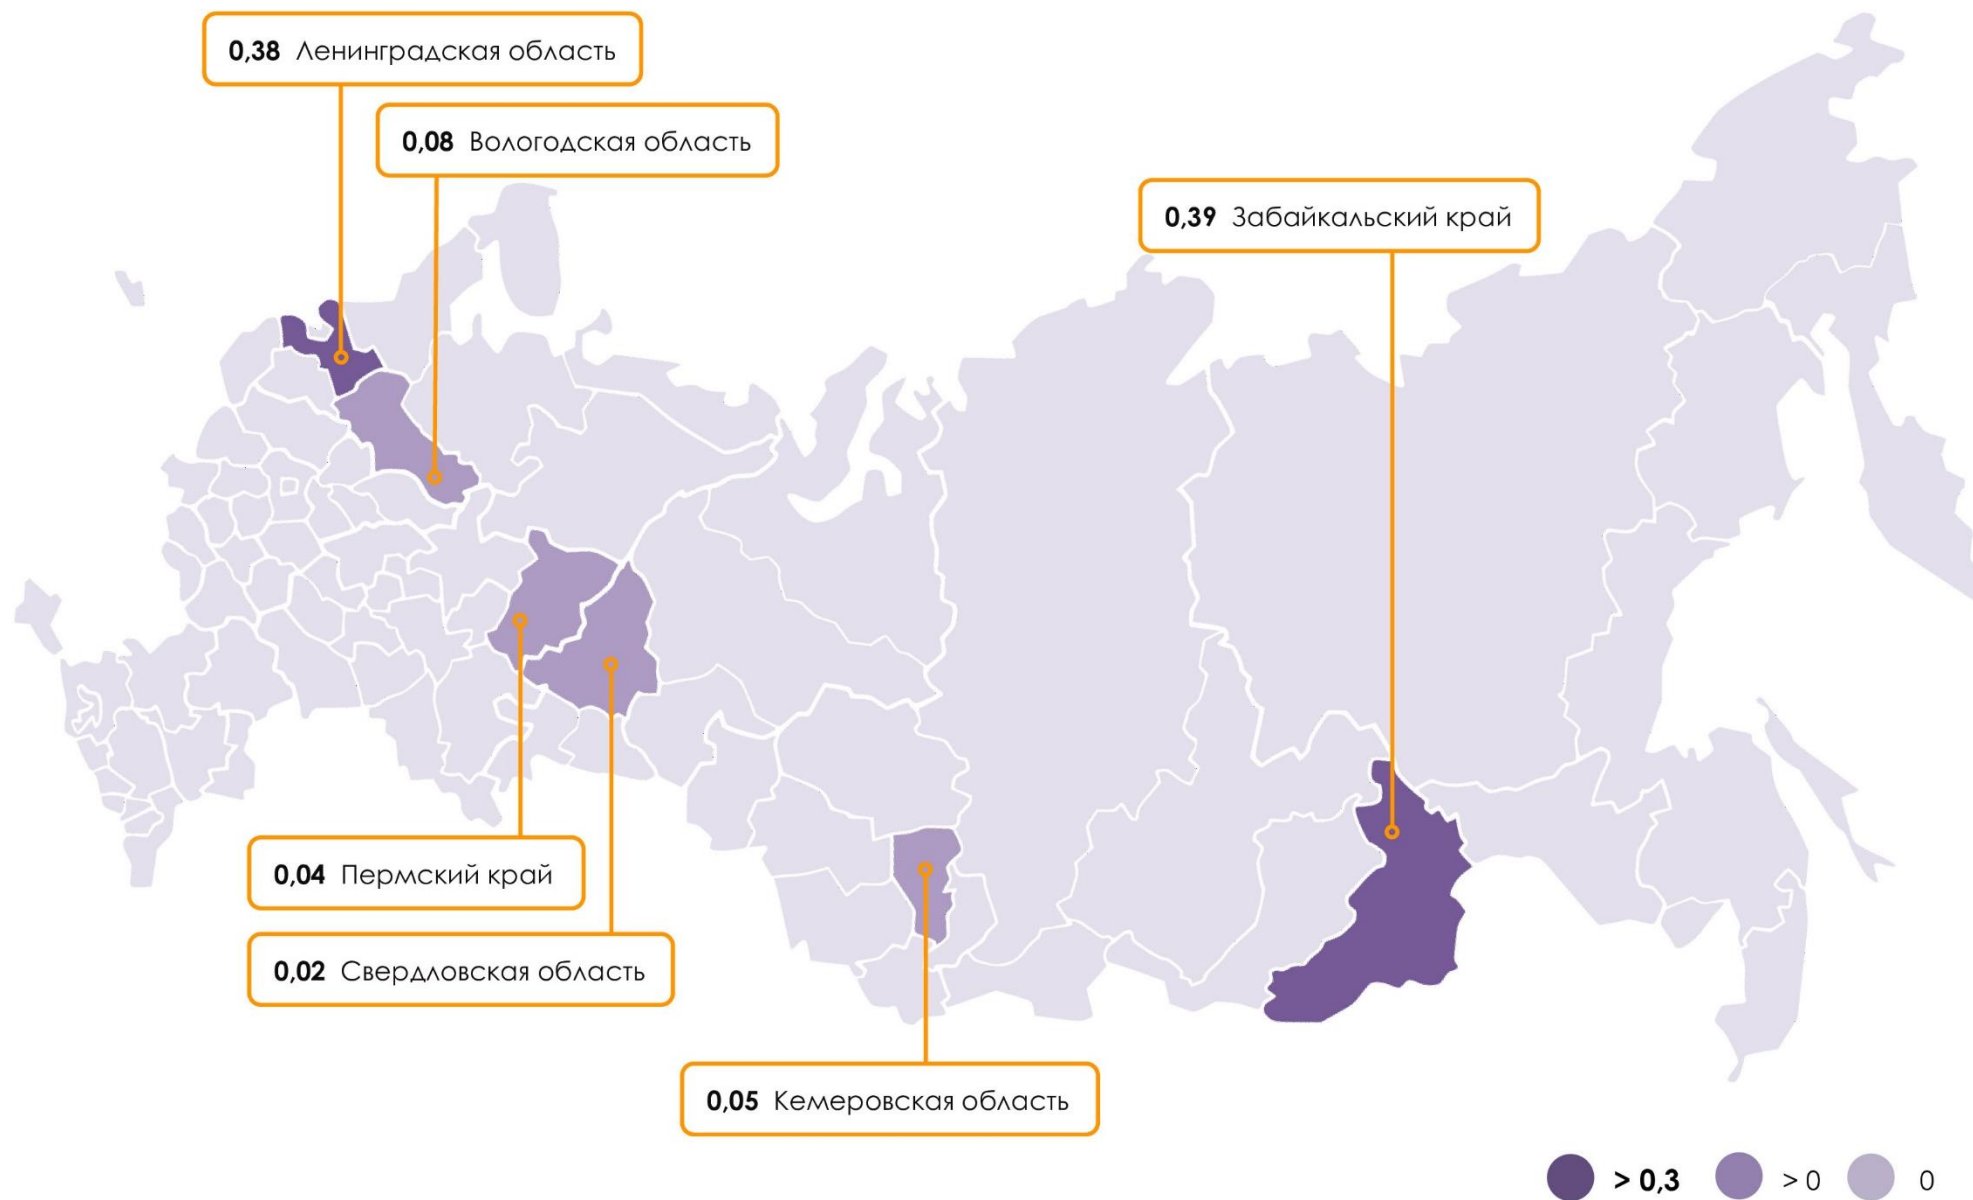 0,38 Ленинградская область
0,08 Вологодская область
0,39 Забайкальский край
0,04 Пермский край
0,02 Свердловская область
0,05 Кемеровская область
> 0,3 > 0 0